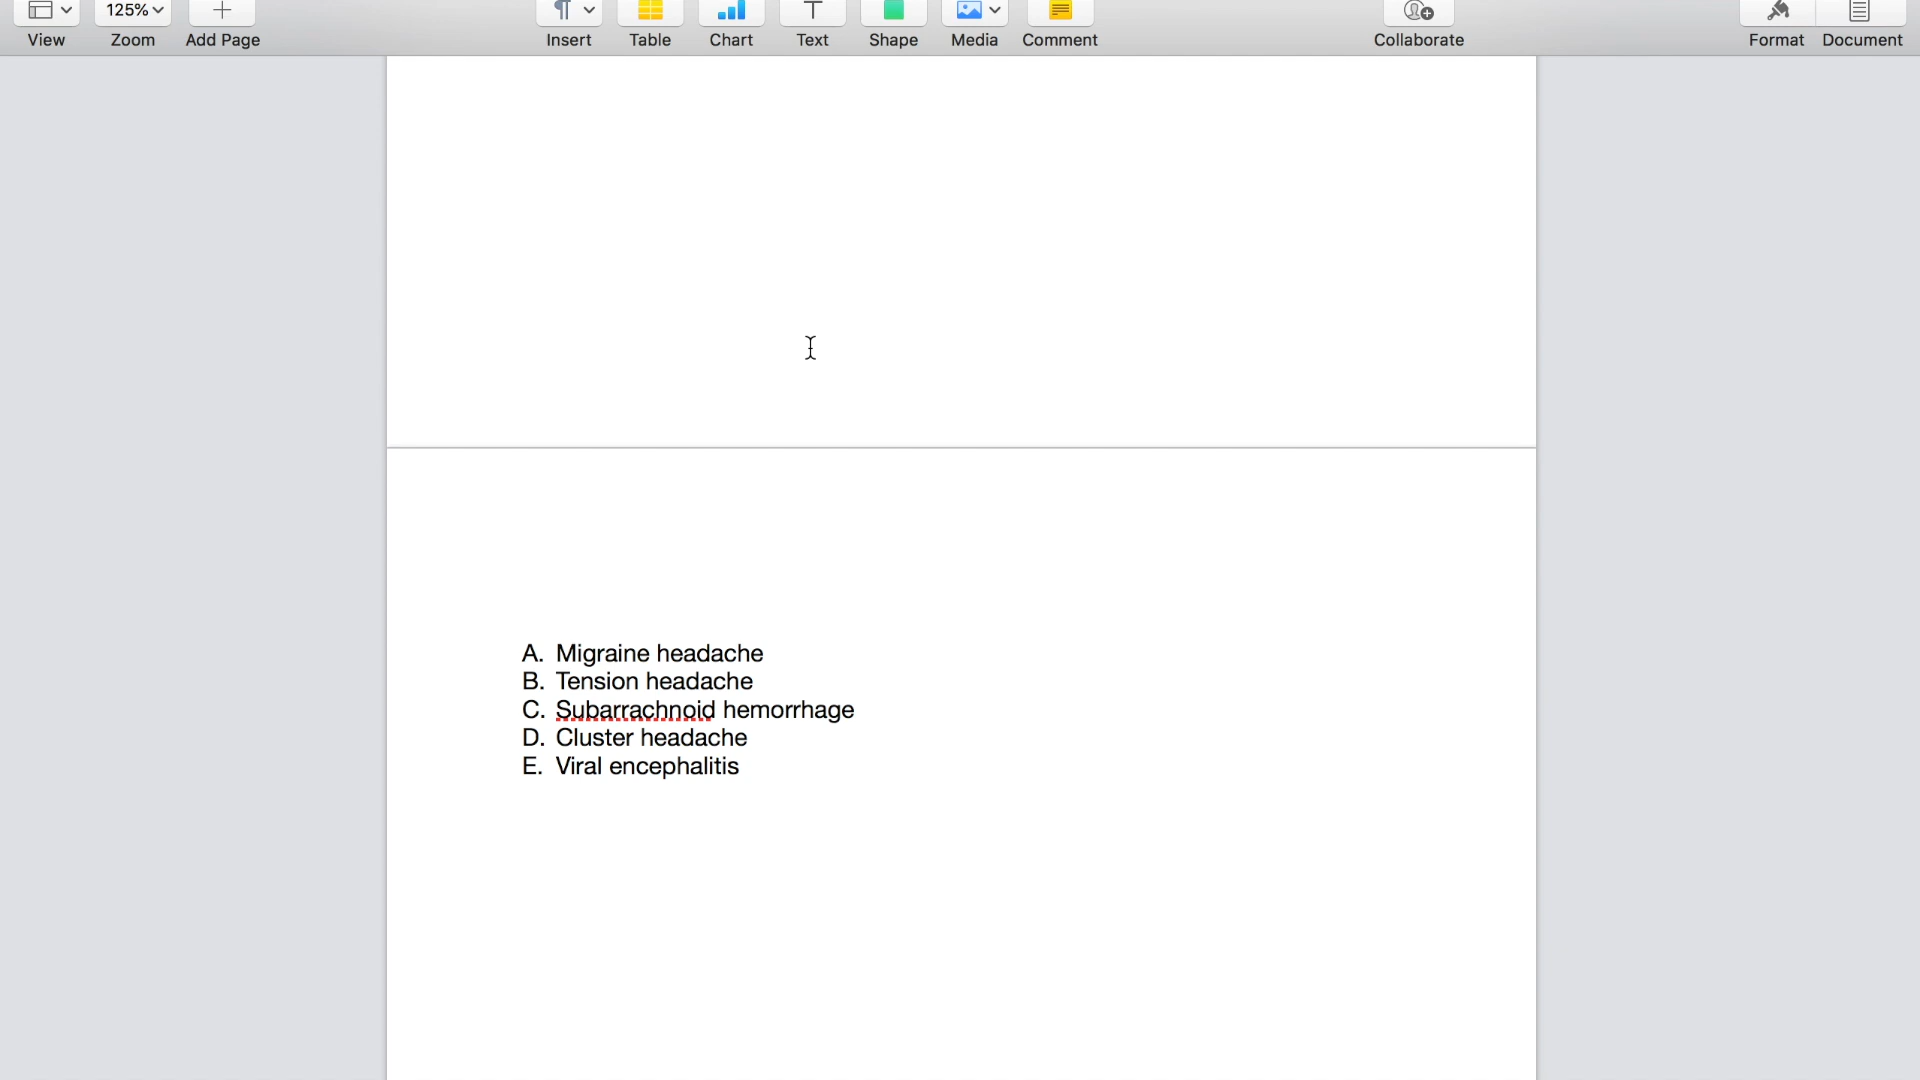 125%
View
Zoom
Add Page
Insert
Table
Chart
Text
Shape
Media
Comment
Collaborate
Format
Document
A. Migraine headache
B. Tension headache
C. Subarrachnoid hemorrhage
D. Cluster headache
E. Viral encephalitis